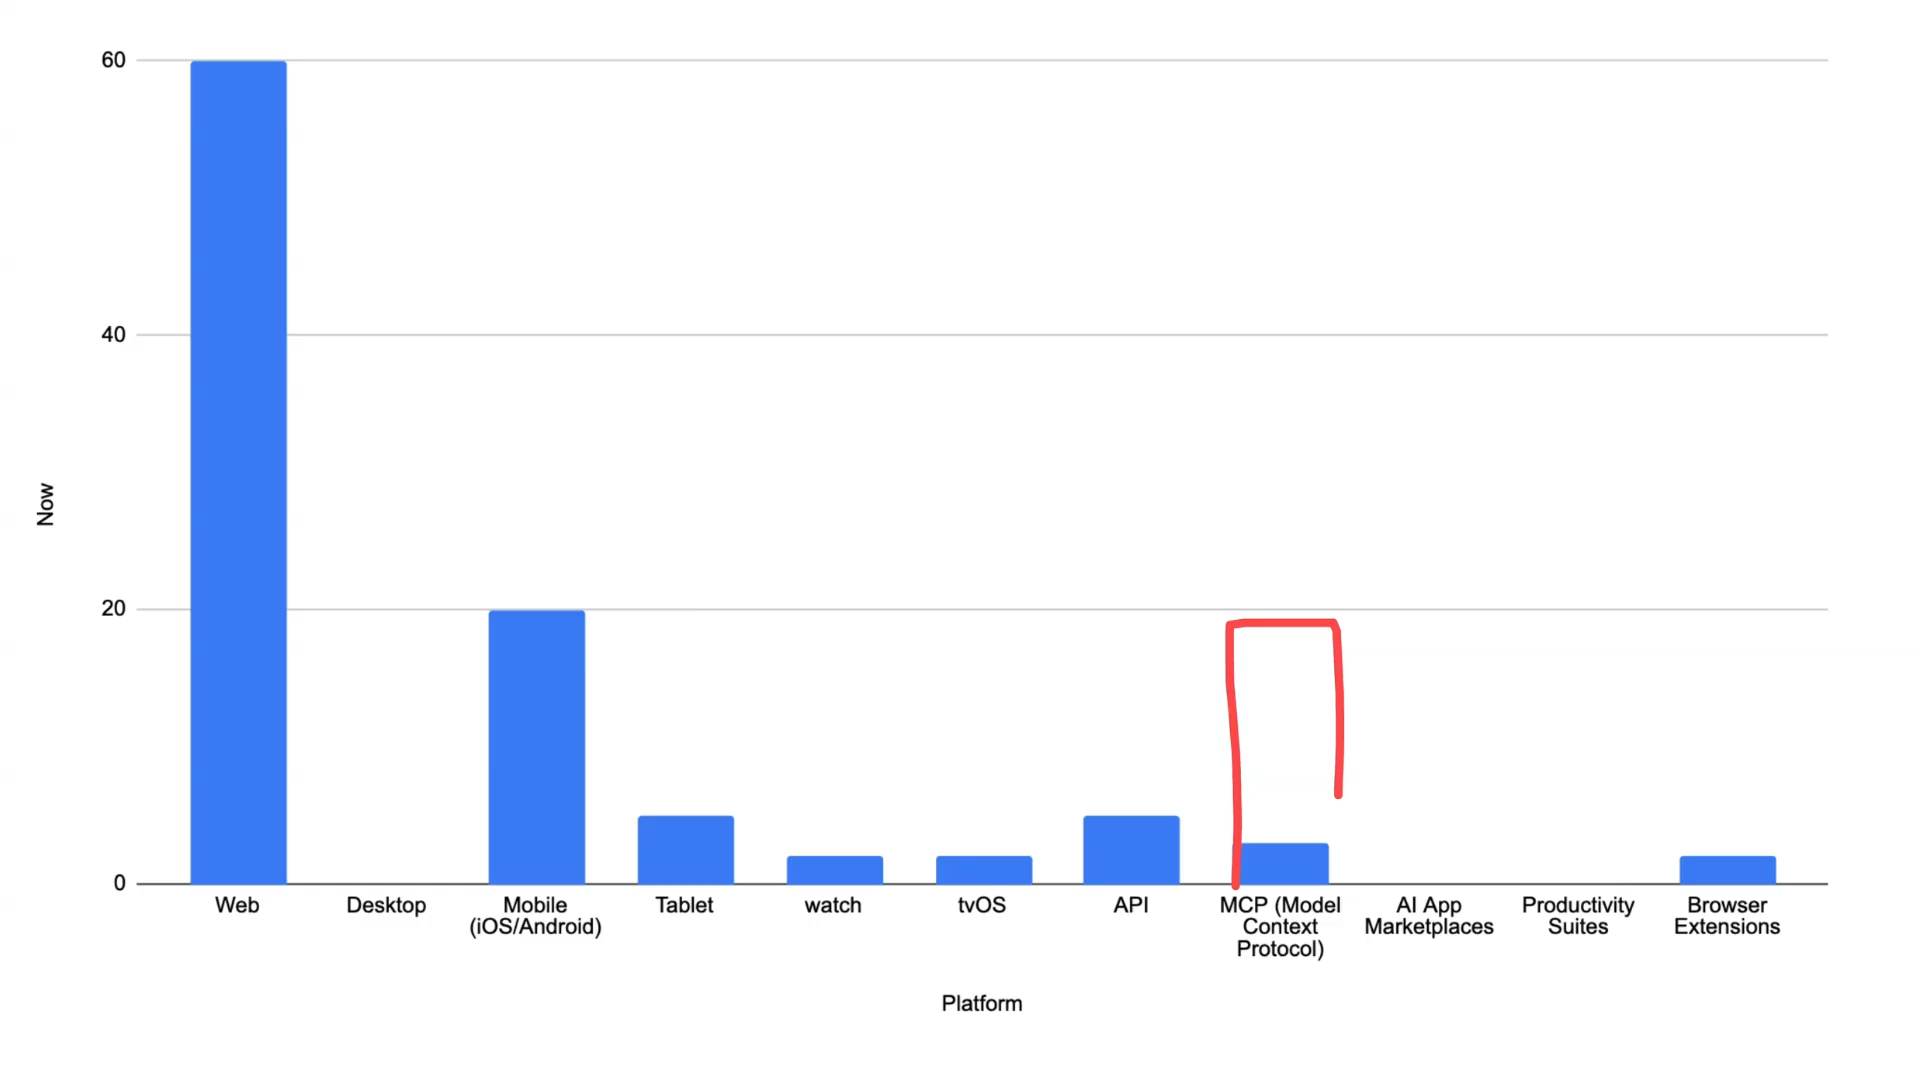 60
40
20
0
Now
Web
Desktop
Mobile
(iOS/Android)
Tablet
watch
tvOS
API
MCP (Model
Context
Protocol)
AI App
Marketplaces
Productivity
Suites
Browser
Extensions
Platform